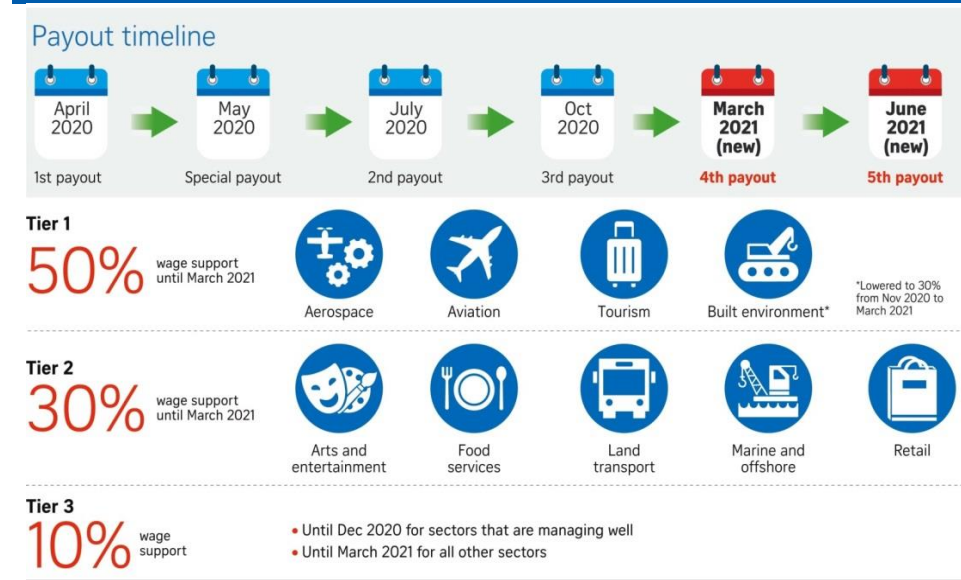 Payout timeline
April
2020
May
2020
July
2020
Oct
2020
March
2021
(new)
June
2021
(new)
1st payout
Special payout
2nd payout
3rd payout
4th payout
5th payout
Tier 1
50%
wage support
until March 2021
Aerospace
Aviation
Tourism
Built environment*
*Lowered to 30%
from Nov 2020 to
March 2021
Tier 2
30%
wage support
until March 2021
Arts and
entertainment
Food
services
Land
transport
Marine and
offshore
Retail
Tier 3
10%
wage
support
• Until Dec 2020 for sectors that are managing well
• Until March 2021 for all other sectors